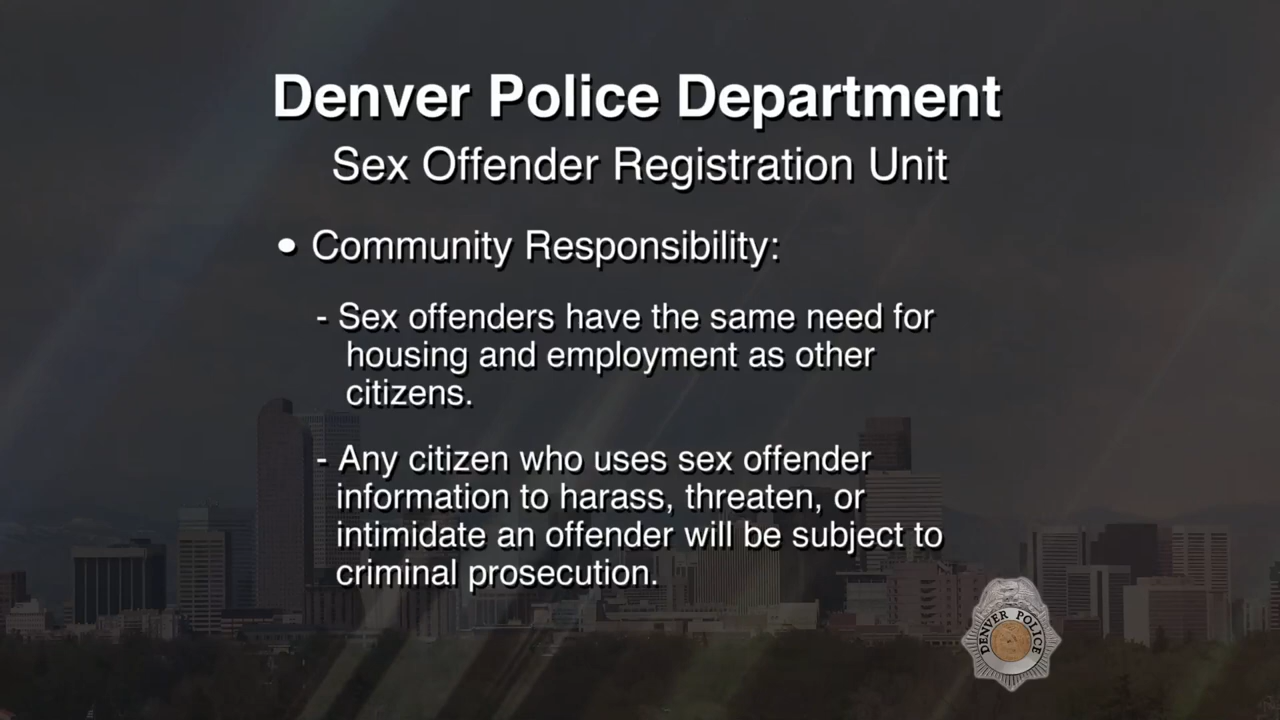 Denver Police Department
Sex Offender Registration Unit
• Community Responsibility:
- Sex offenders have the same need for
housing and employment as other
citizens.
- Any citizen who uses sex offender
information to harass, threaten, or
intimidate an offender will be subject to
criminal prosecution.
DENVER POLICE